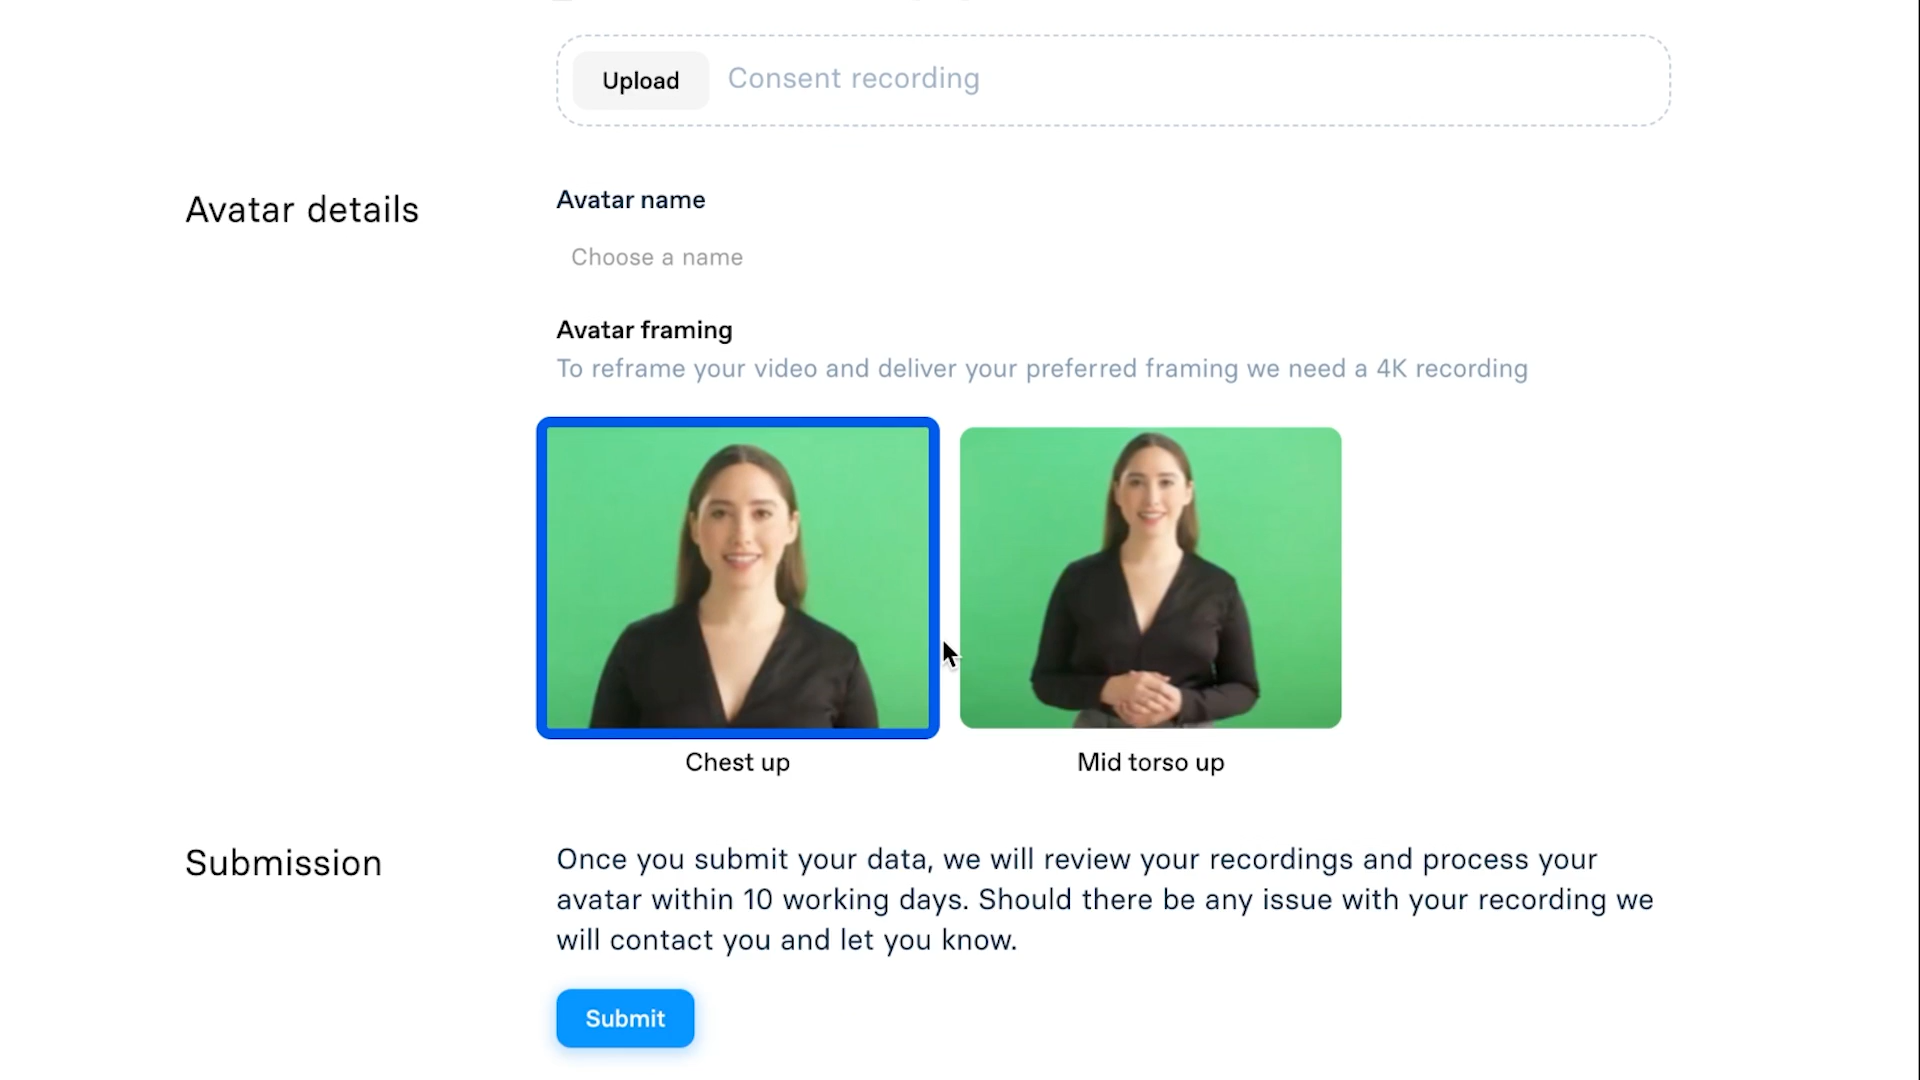 Upload
Consent recording
Avatar details
Avatar name
Choose a name
Avatar framing
To reframe your video and deliver your preferred framing we need a 4K recording
Chest up
Mid torso up
Submission
Once you submit your data, we will review your recordings and process your
avatar within 10 working days. Should there be any issue with your recording we
will contact you and let you know.
Submit